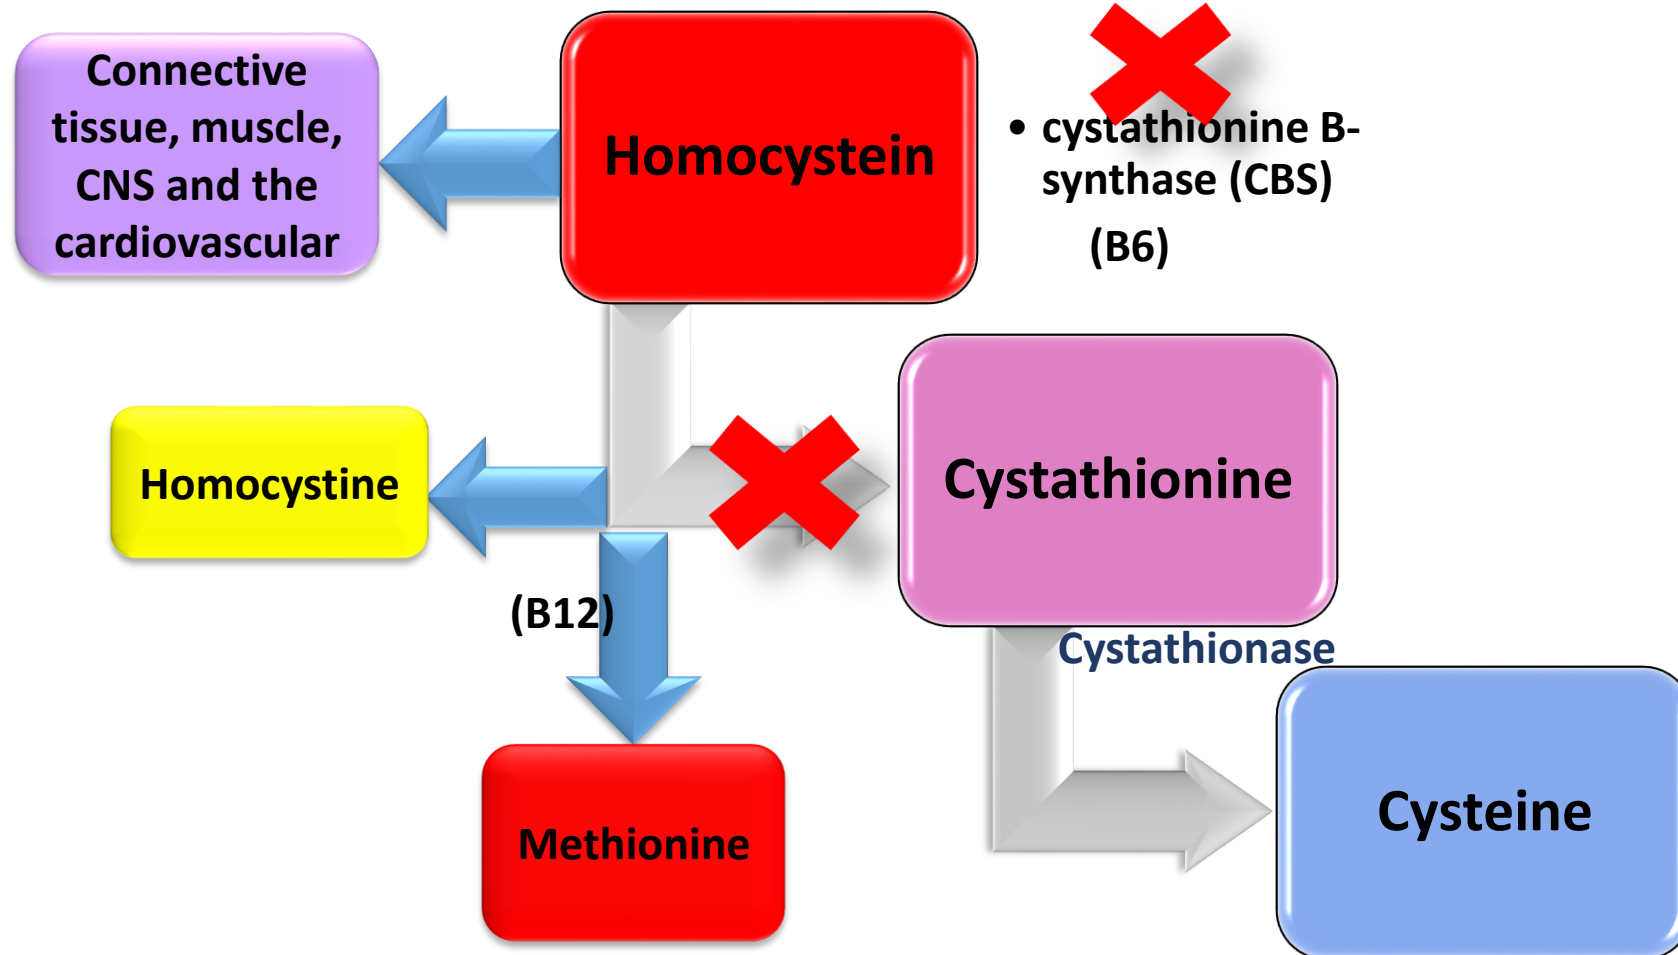 Connective
tissue, muscle,
CNS and the
cardiovascular
Homocystein
• cystathionine B-
synthase (CBS)
(B6)
Homocystine
Cystathionine
(B12)
Cystathionase
Methionine
Cysteine